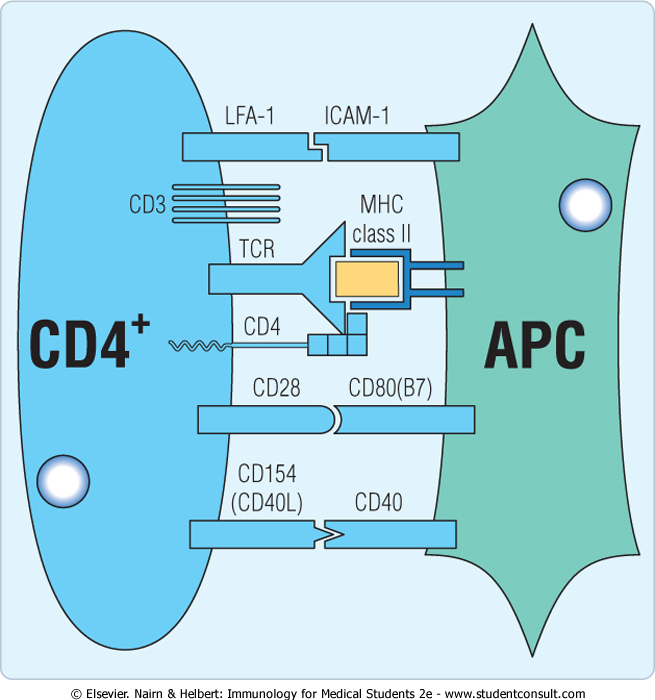 LFA-1 ICAM-1
CD3
MHC
class II
TCR
CD4
CD4+
APC
CD28 CD80(B7)
CD154
(CD40L) CD40
© Elsevier. Nairn & Helbert: Immunology for Medical Students 2e - www.studentconsult.com